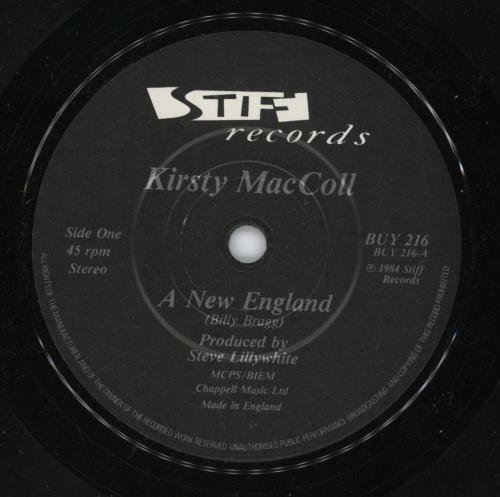 STIFF
records
Kirsty MacColl
Side One
45 rpm
Stereo
BUY 216
BUY 216-A
℗ 1984 Stiff
Records
A New England
(Billy Bragg)
Produced by
Steve Lillywhite
MCPS/BIEM
Chappell Music Ltd
Made in England
ALL RIGHTS OF THE MANUFACTURER AND OF THE OWNER OF THE RECORDED WORK RESERVED. UNAUTHORISED PUBLIC PERFORMANCE, BROADCASTING AND COPYING OF THIS RECORD PROHIBITED